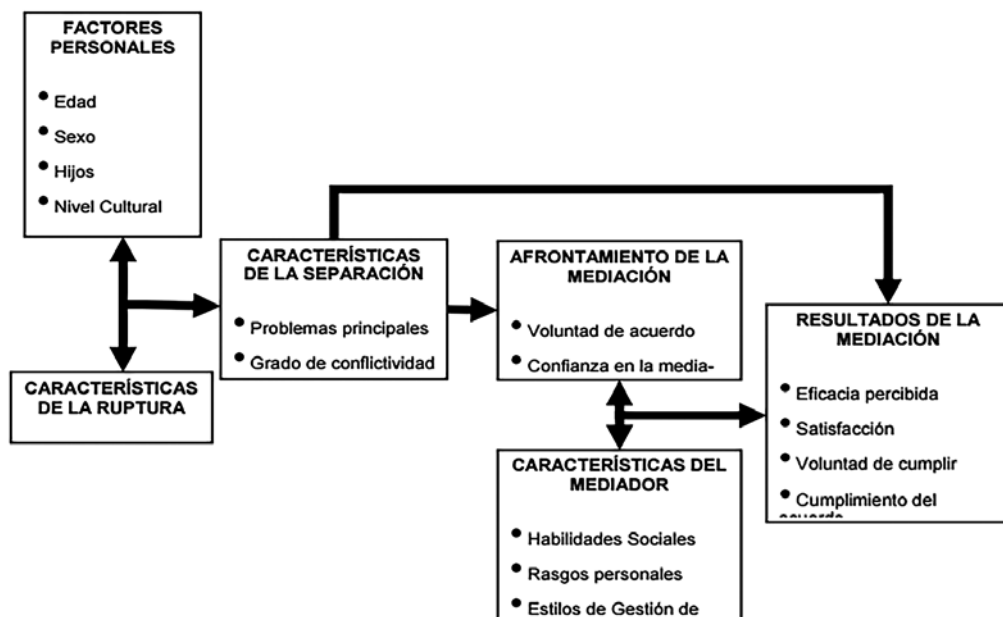 FACTORES
PERSONALES
• Edad
• Sexo
• Hijos
• Nivel Cultural
CARACTERÍSTICAS
DE LA RUPTURA
CARACTERÍSTICAS
DE LA SEPARACIÓN
• Problemas principales
• Grado de conflictividad
AFRONTAMIENTO DE LA
MEDIACIÓN
• Voluntad de acuerdo
• Confianza en la media-
CARACTERÍSTICAS DEL
MEDIADOR
• Habilidades Sociales
• Rasgos personales
• Estilos de Gestión de
RESULTADOS DE LA
MEDIACIÓN
• Eficacia percibida
• Satisfacción
• Voluntad de cumplir
• Cumplimiento del